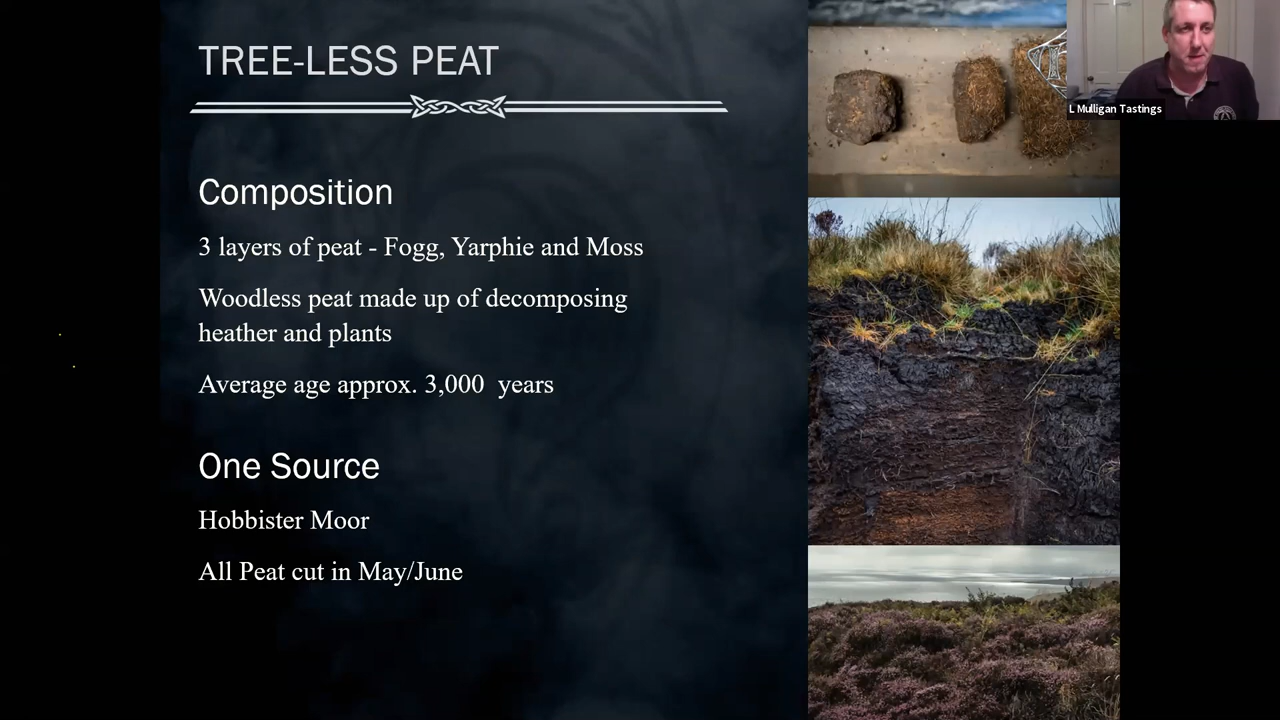 TREE-LESS PEAT
Composition
3 layers of peat - Fogg, Yarphie and Moss
Woodless peat made up of decomposing
heather and plants
Average age approx. 3,000  years
One Source
Hobbister Moor
All Peat cut in May/June
L Mulligan Tastings